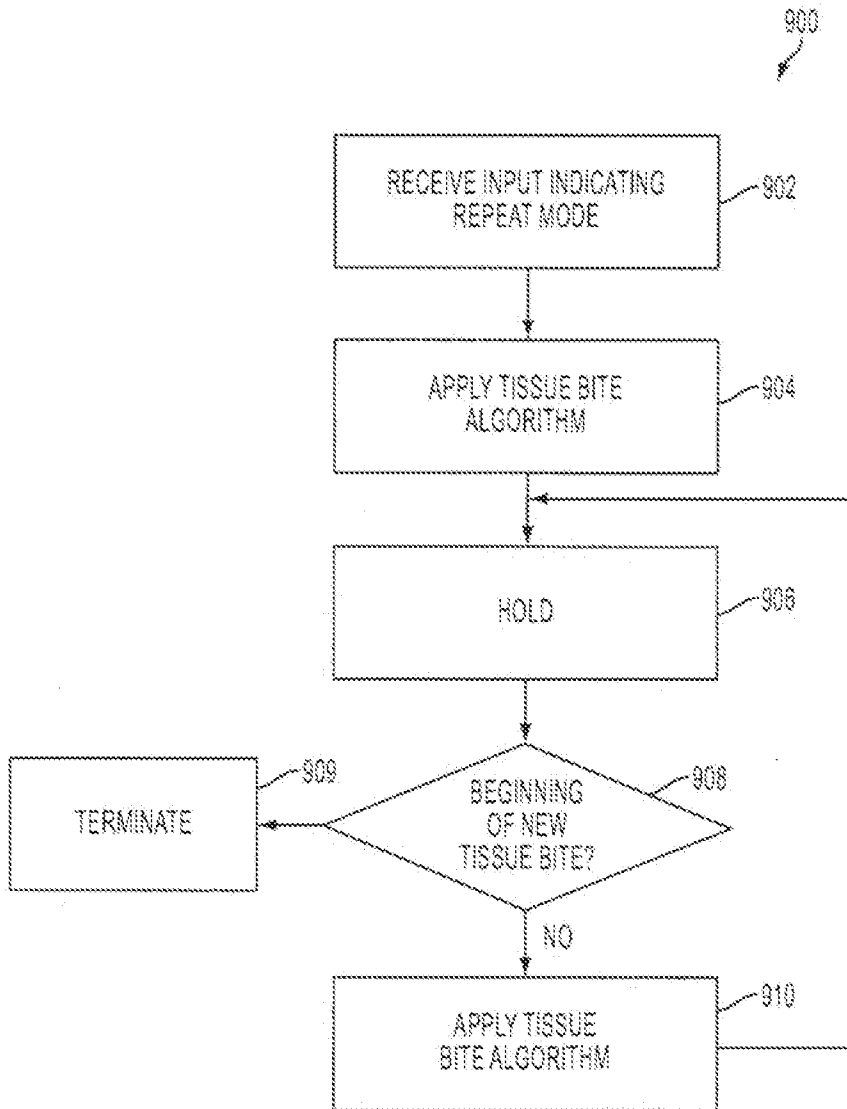 900
RECEIVE INPUT INDICATING
REPEAT MODE
902
APPLY TISSUE BITE
ALGORITHM
904
HOLD
906
BEGINNING
OF NEW
TISSUE BITE?
908
TERMINATE
909
NO
APPLY TISSUE
BITE ALGORITHM
910